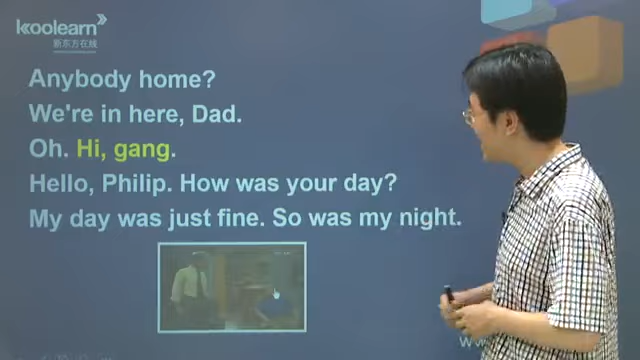 koolearn
新东方在线
Anybody home?
We're in here, Dad.
Oh. Hi, gang.
Hello, Philip. How was your day?
My day was just fine. So was my night.